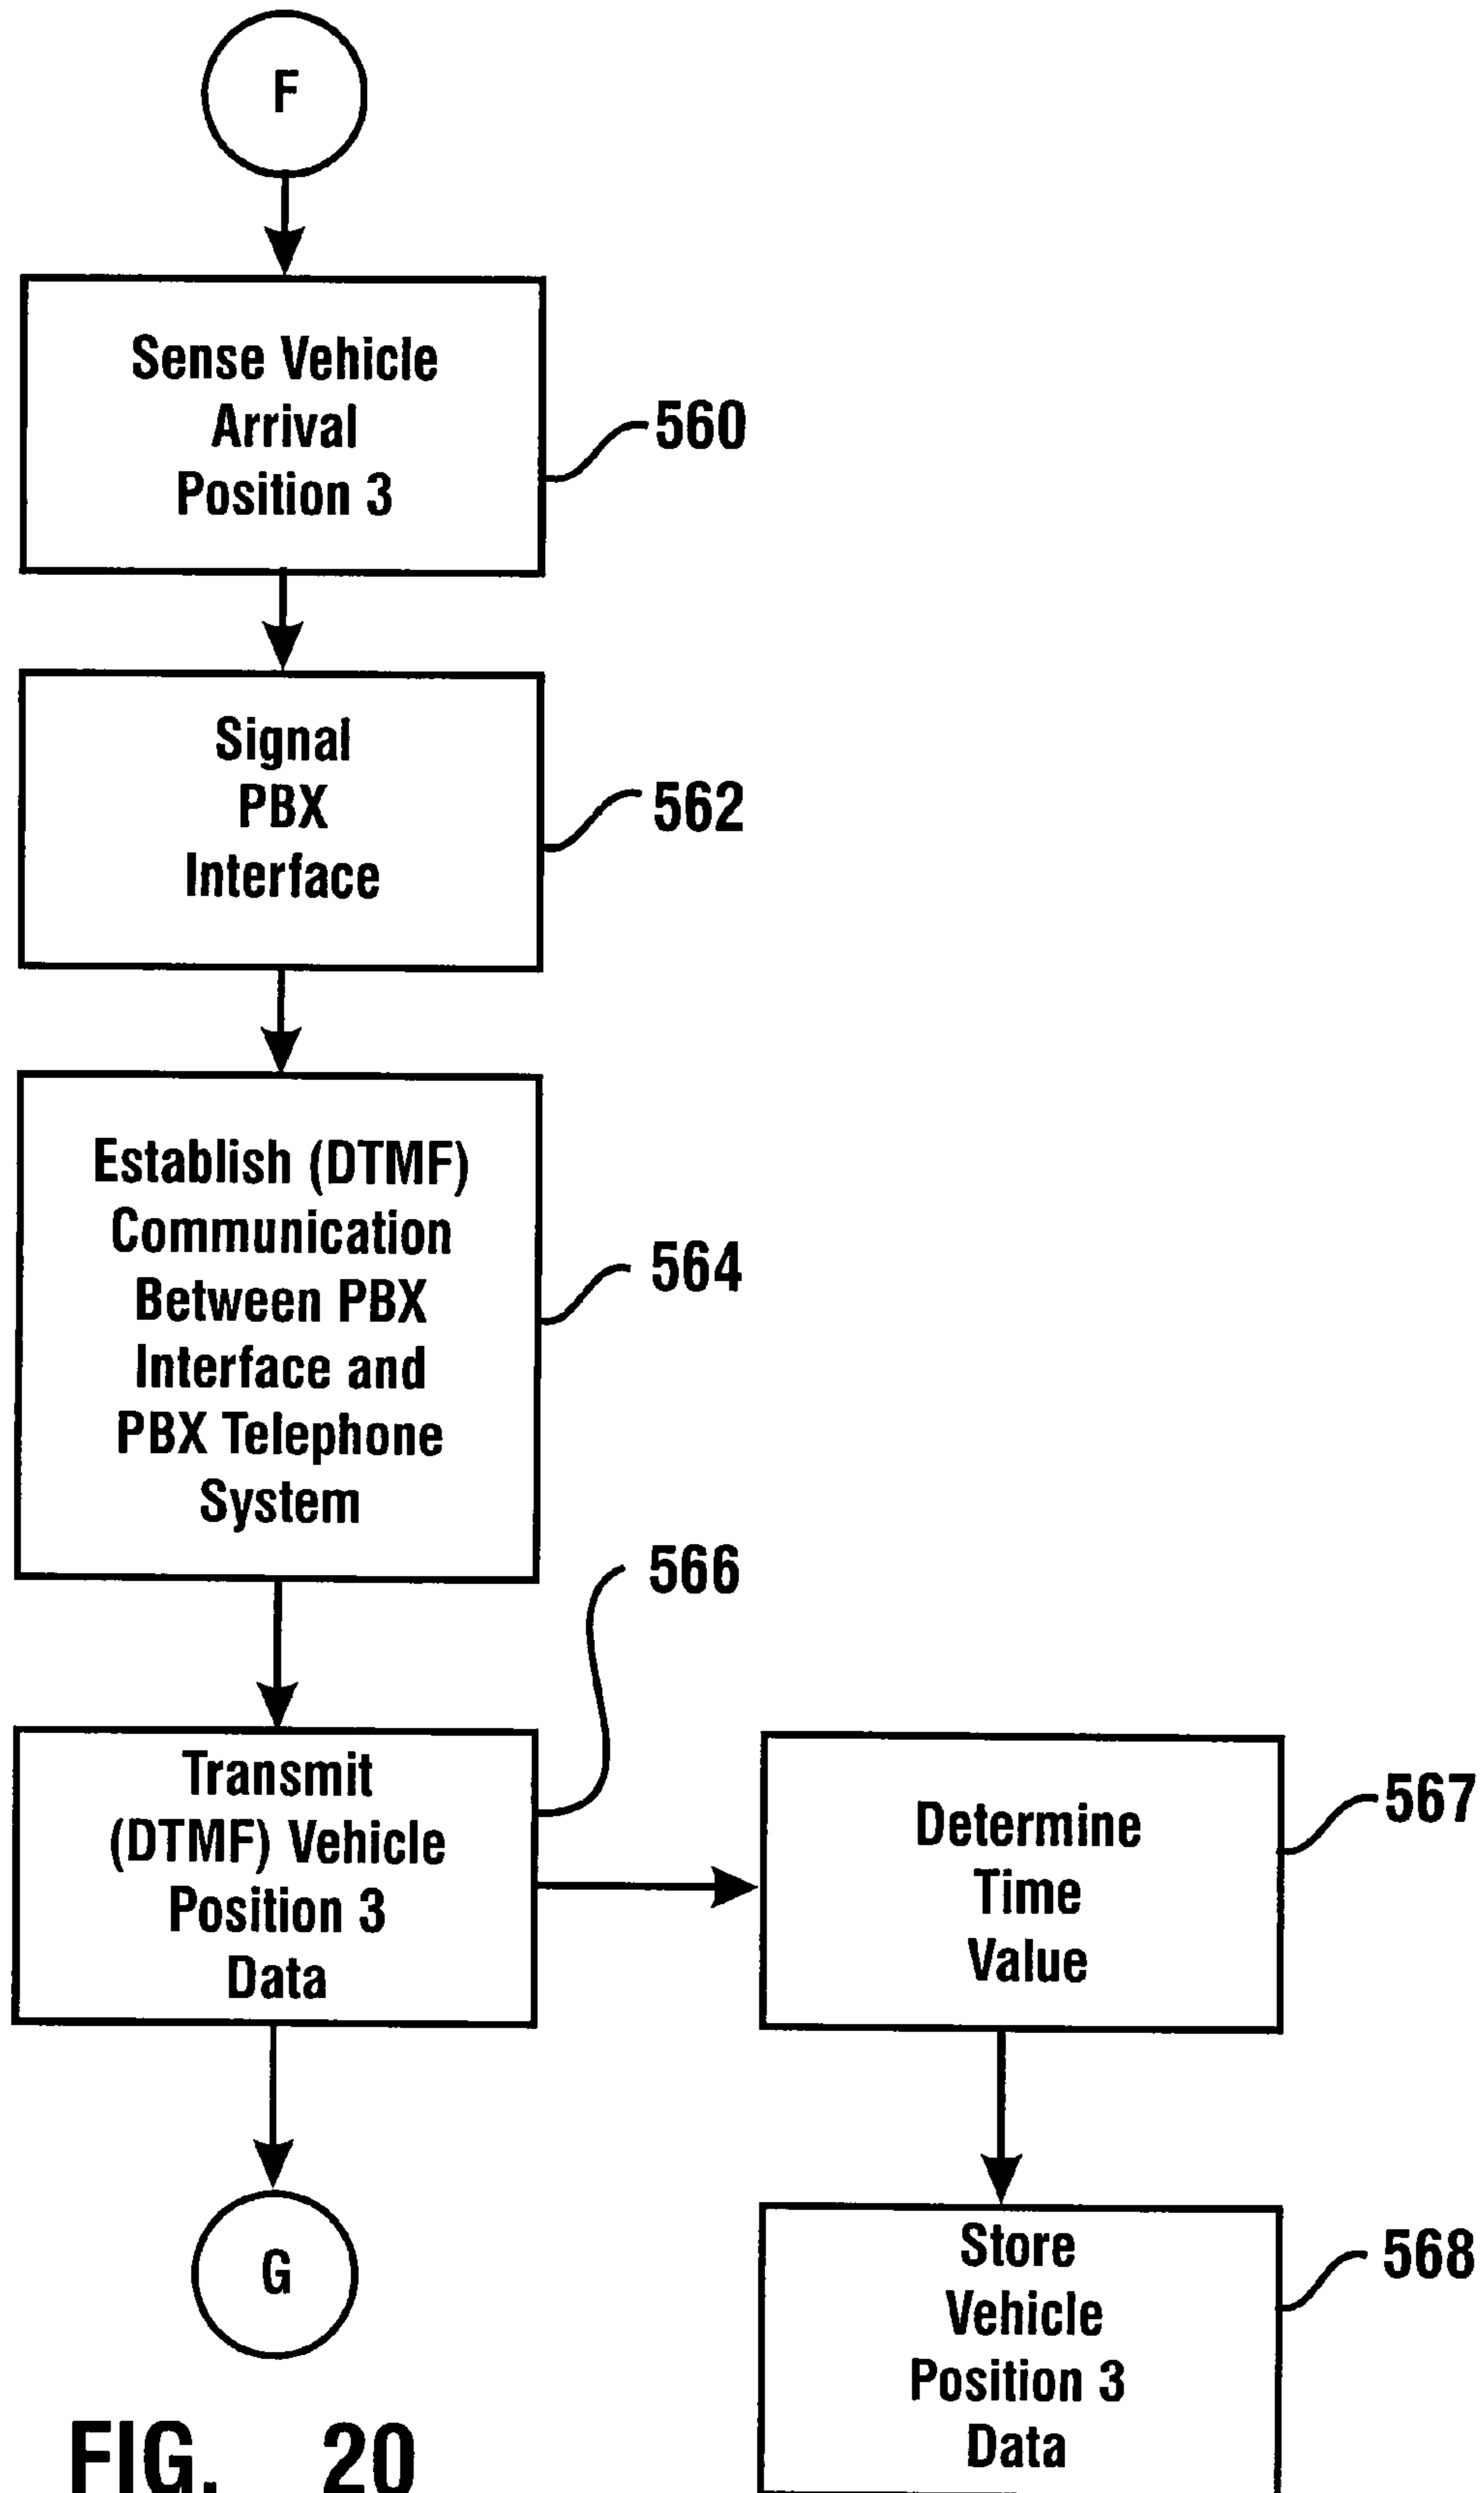 F
Sense Vehicle
Arrival
Position 3
560
Signal
PBX
Interface
562
Establish (DTMF)
Communication
Between PBX
Interface and
PBX Telephone
System
564
566
Transmit
(DTMF) Vehicle
Position 3
Data
Determine
Time
Value
567
G
Store
Vehicle
Position 3
Data
568
FIG. 20